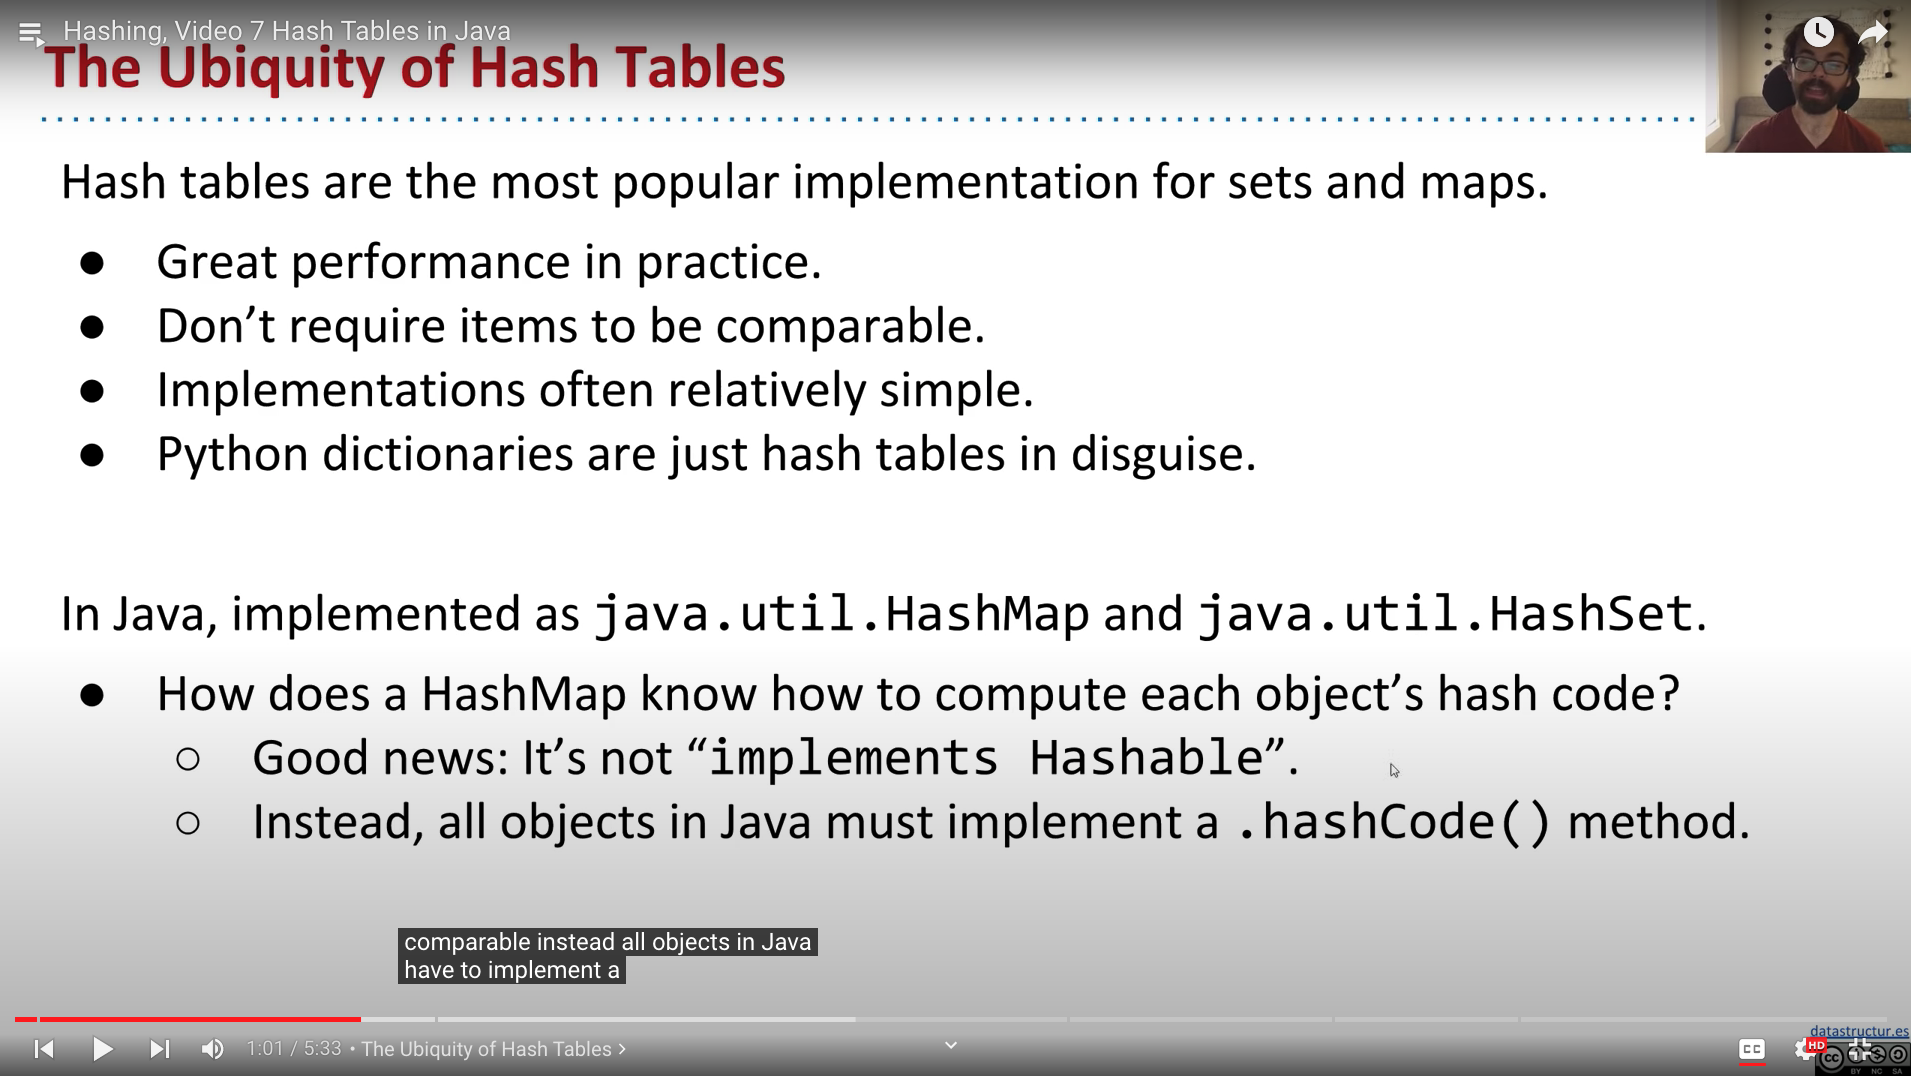 Hashing, Video 7 Hash Tables in Java
The Ubiquity of Hash Tables
Hash tables are the most popular implementation for sets and maps.
● Great performance in practice.
● Don’t require items to be comparable.
● Implementations often relatively simple.
● Python dictionaries are just hash tables in disguise.
In Java, implemented as java.util.HashMap and java.util.HashSet.
● How does a HashMap know how to compute each object’s hash code?
○ Good news: It’s not “implements Hashable”.
○ Instead, all objects in Java must implement a .hashCode() method.
comparable instead all objects in Java
have to implement a
datastructur.es
1:01 / 5:33 • The Ubiquity of Hash Tables ›
CC
HD
cc
BY NC SA